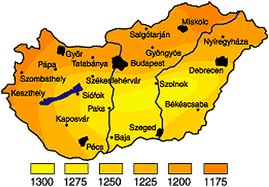 Miskolc
Salgótarján
Nyíregyháza
Győr
Gyöngyös
Tatabánya
Budapest
Debrecen
Pápa
Szombathely
Székesfehérvár
Keszthely
Siófok
Szolnok
Paks
Békéscsaba
Kaposvár
Szeged
Baja
Pécs
1300 1275 1250 1225 1200 1175